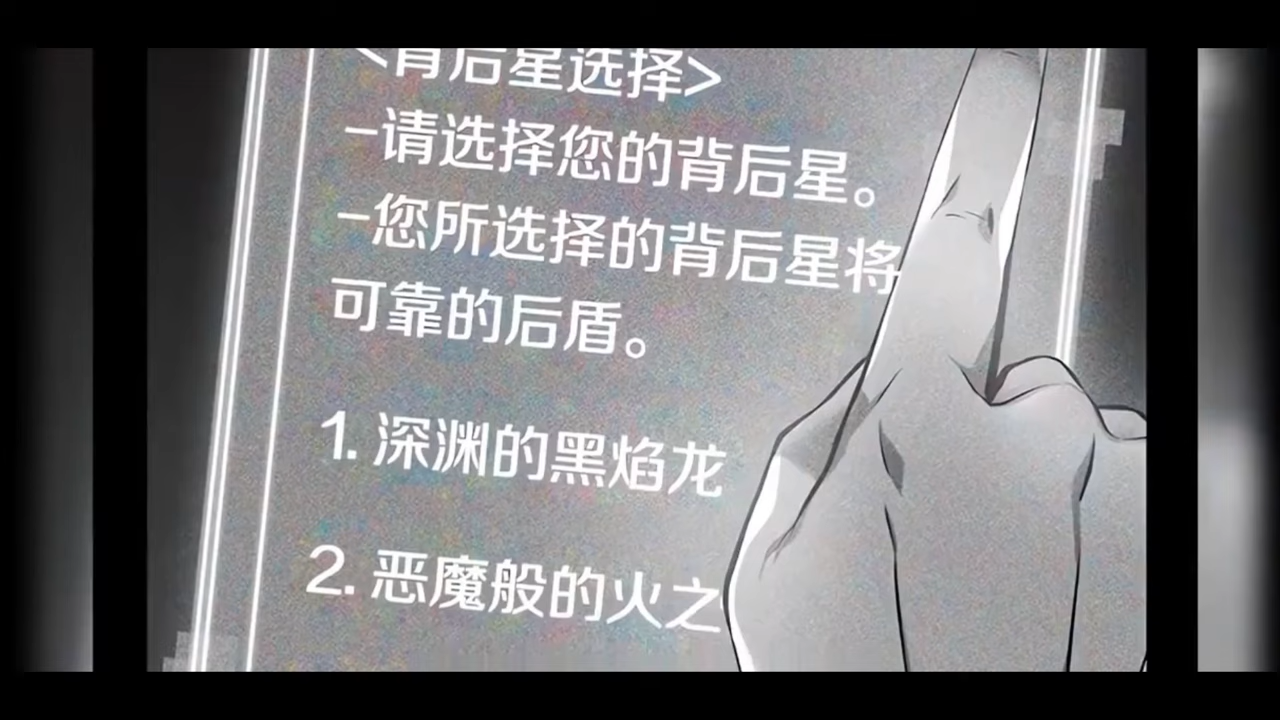 <背后星选择>
-请选择您的背后星。
-您所选择的背后星将
可靠的后盾。
1. 深渊的黑焰龙
2. 恶魔般的火之